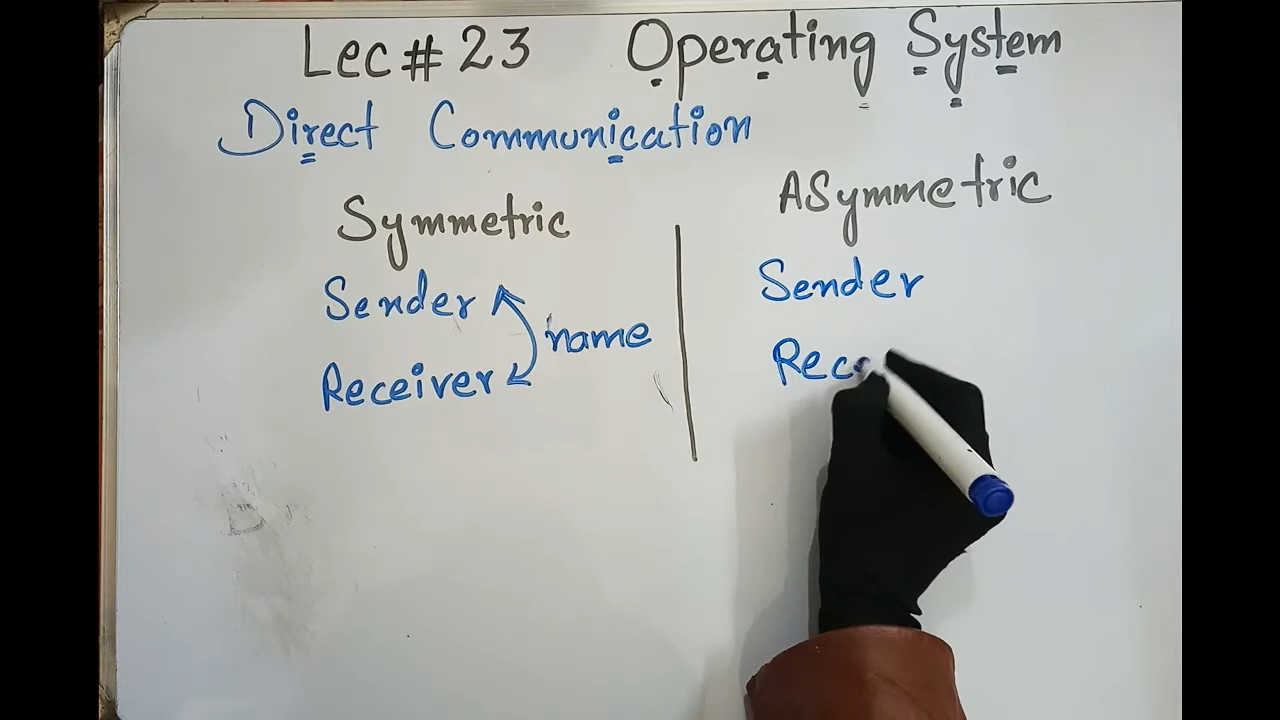 Lec # 23 Operating System
Direct Communication
Symmetric
Sender
name
Receiver
ASymmetric
Sender